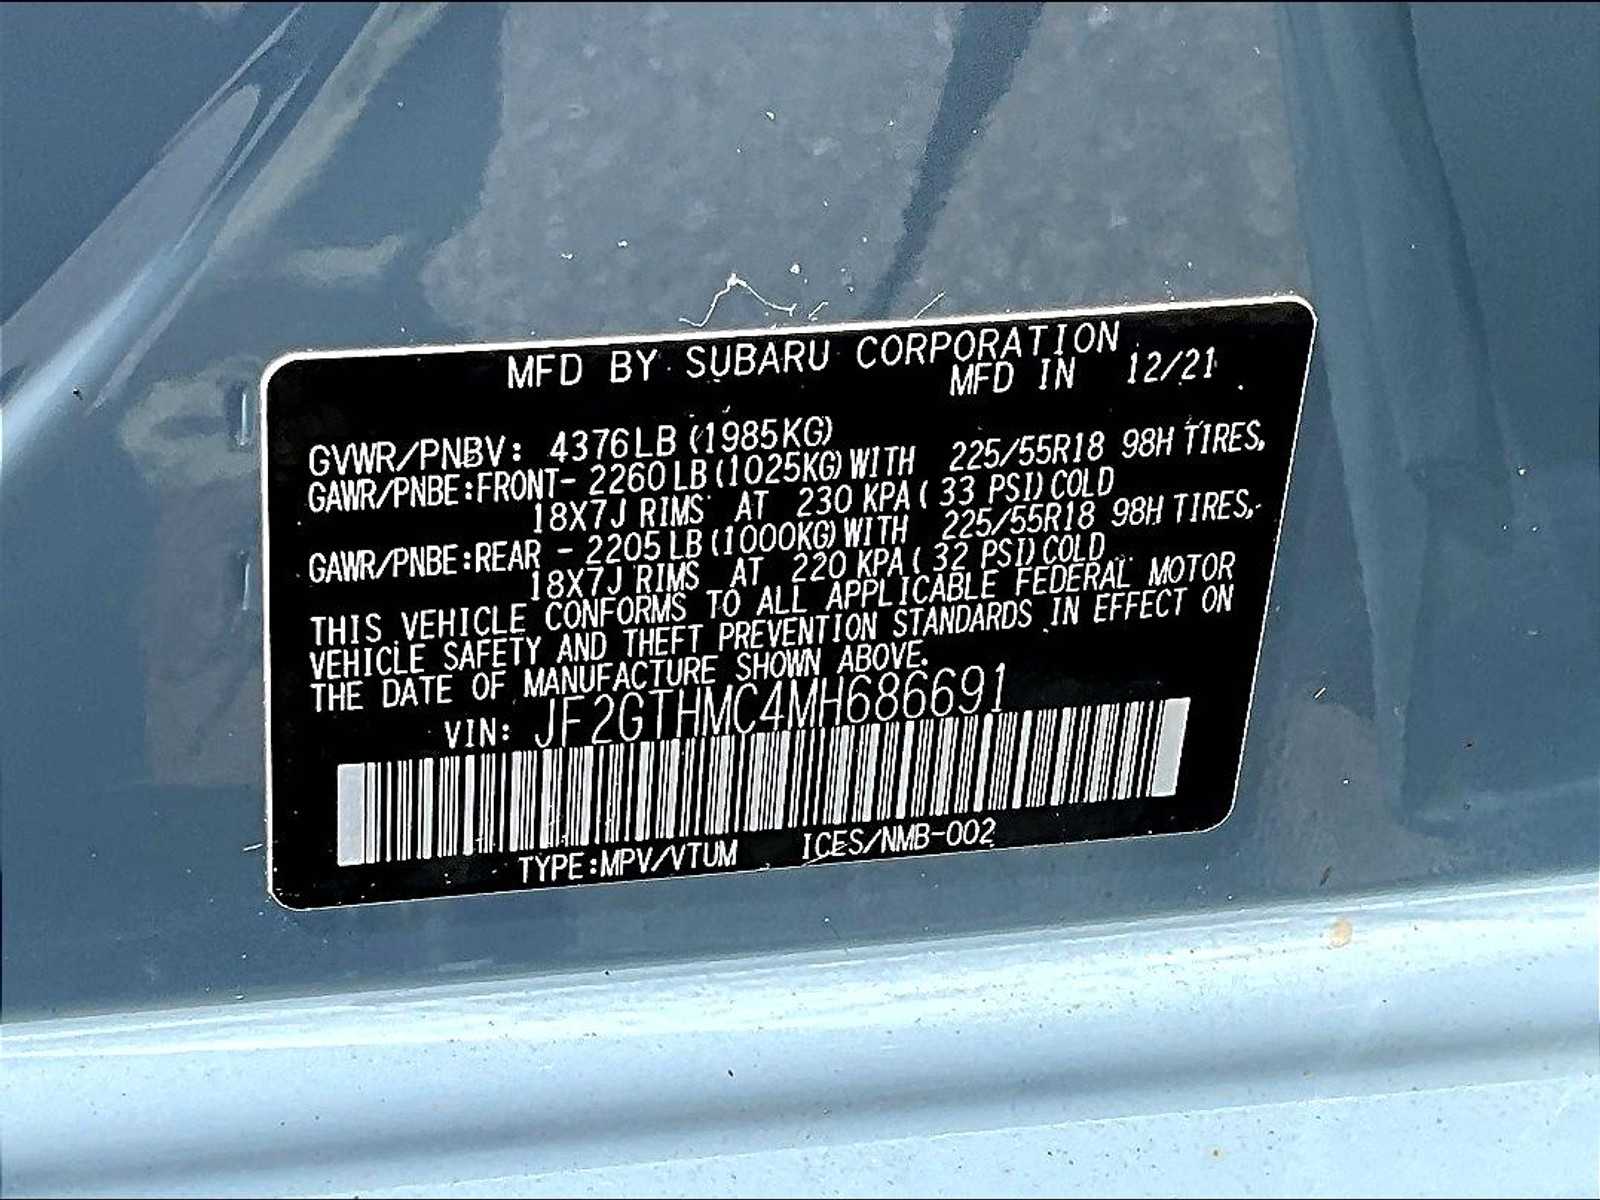 MFD BY SUBARU CORPORATION
MFD IN 12/21
GVWR/PNBV: 4376LB (1985KG)
GAWR/PNBE:FRONT- 2260 LB (1025KG) WITH 225/55R18 98H TIRES,
18X7J RIMS AT 230 KPA ( 33 PSI) COLD
GAWR/PNBE:REAR - 2205 LB (1000KG) WITH 225/55R18 98H TIRES,
18X7J RIMS AT 220 KPA ( 32 PSI) COLD
THIS VEHICLE CONFORMS TO ALL APPLICABLE FEDERAL MOTOR
VEHICLE SAFETY AND THEFT PREVENTION STANDARDS IN EFFECT ON
THE DATE OF MANUFACTURE SHOWN ABOVE.
VIN: JF2GTHMC4MH686691
TYPE:MPV/VTUM ICES/NMB-002